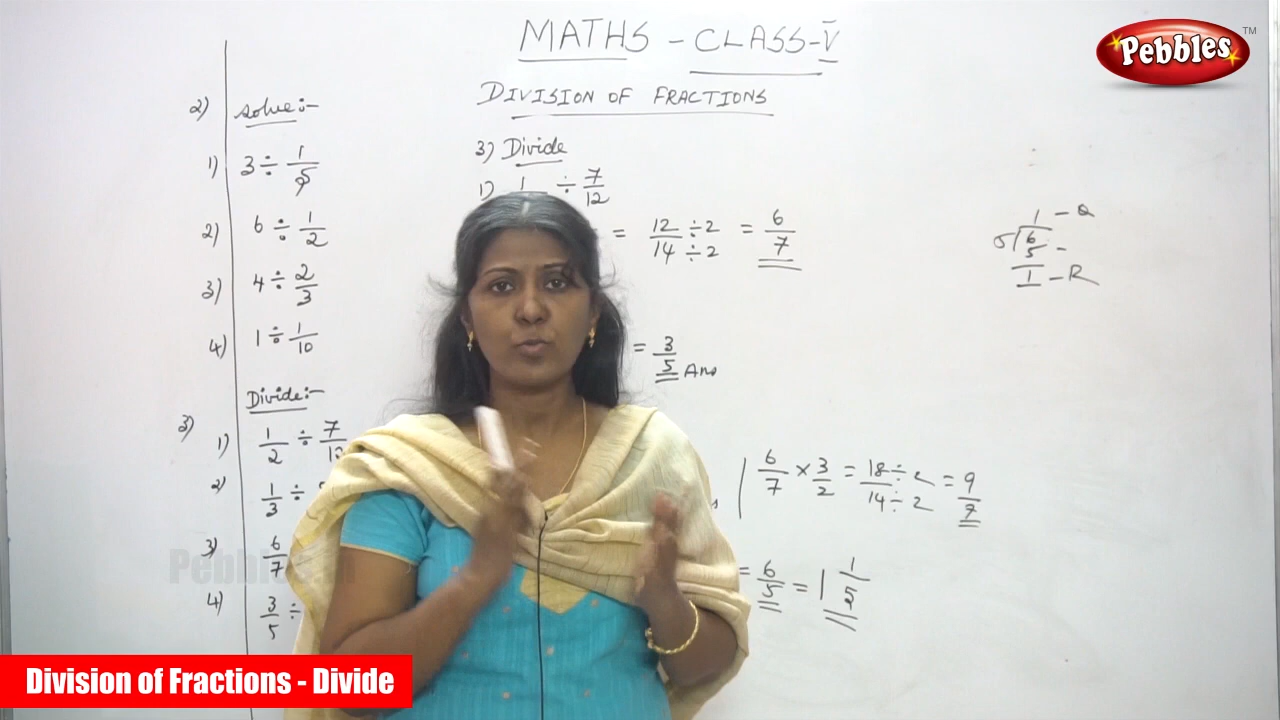 MATHS - CLASS-V
Pebbles TM
DIVISION OF FRACTIONS
2) Solve:-
1) 3 ÷ 1/5
2) 6 ÷ 1/2
3) 4 ÷ 2/3
4) 1 ÷ 1/10
Divide:-
3) 1) 1/2 ÷ 7/12
2) 1/3 ÷
3) 6/7
4) 3/5 ÷
3) Divide
1) 1 ÷ 7/12
= 12/14 ÷2/÷2 = 6/7
= 3/5 Ans
6/7 × 3/2 = 18÷2/14÷2 = 9/7
= 6/5 = 1 1/5
1 - Q
5) 6
5 -
1 - R
Division of Fractions - Divide